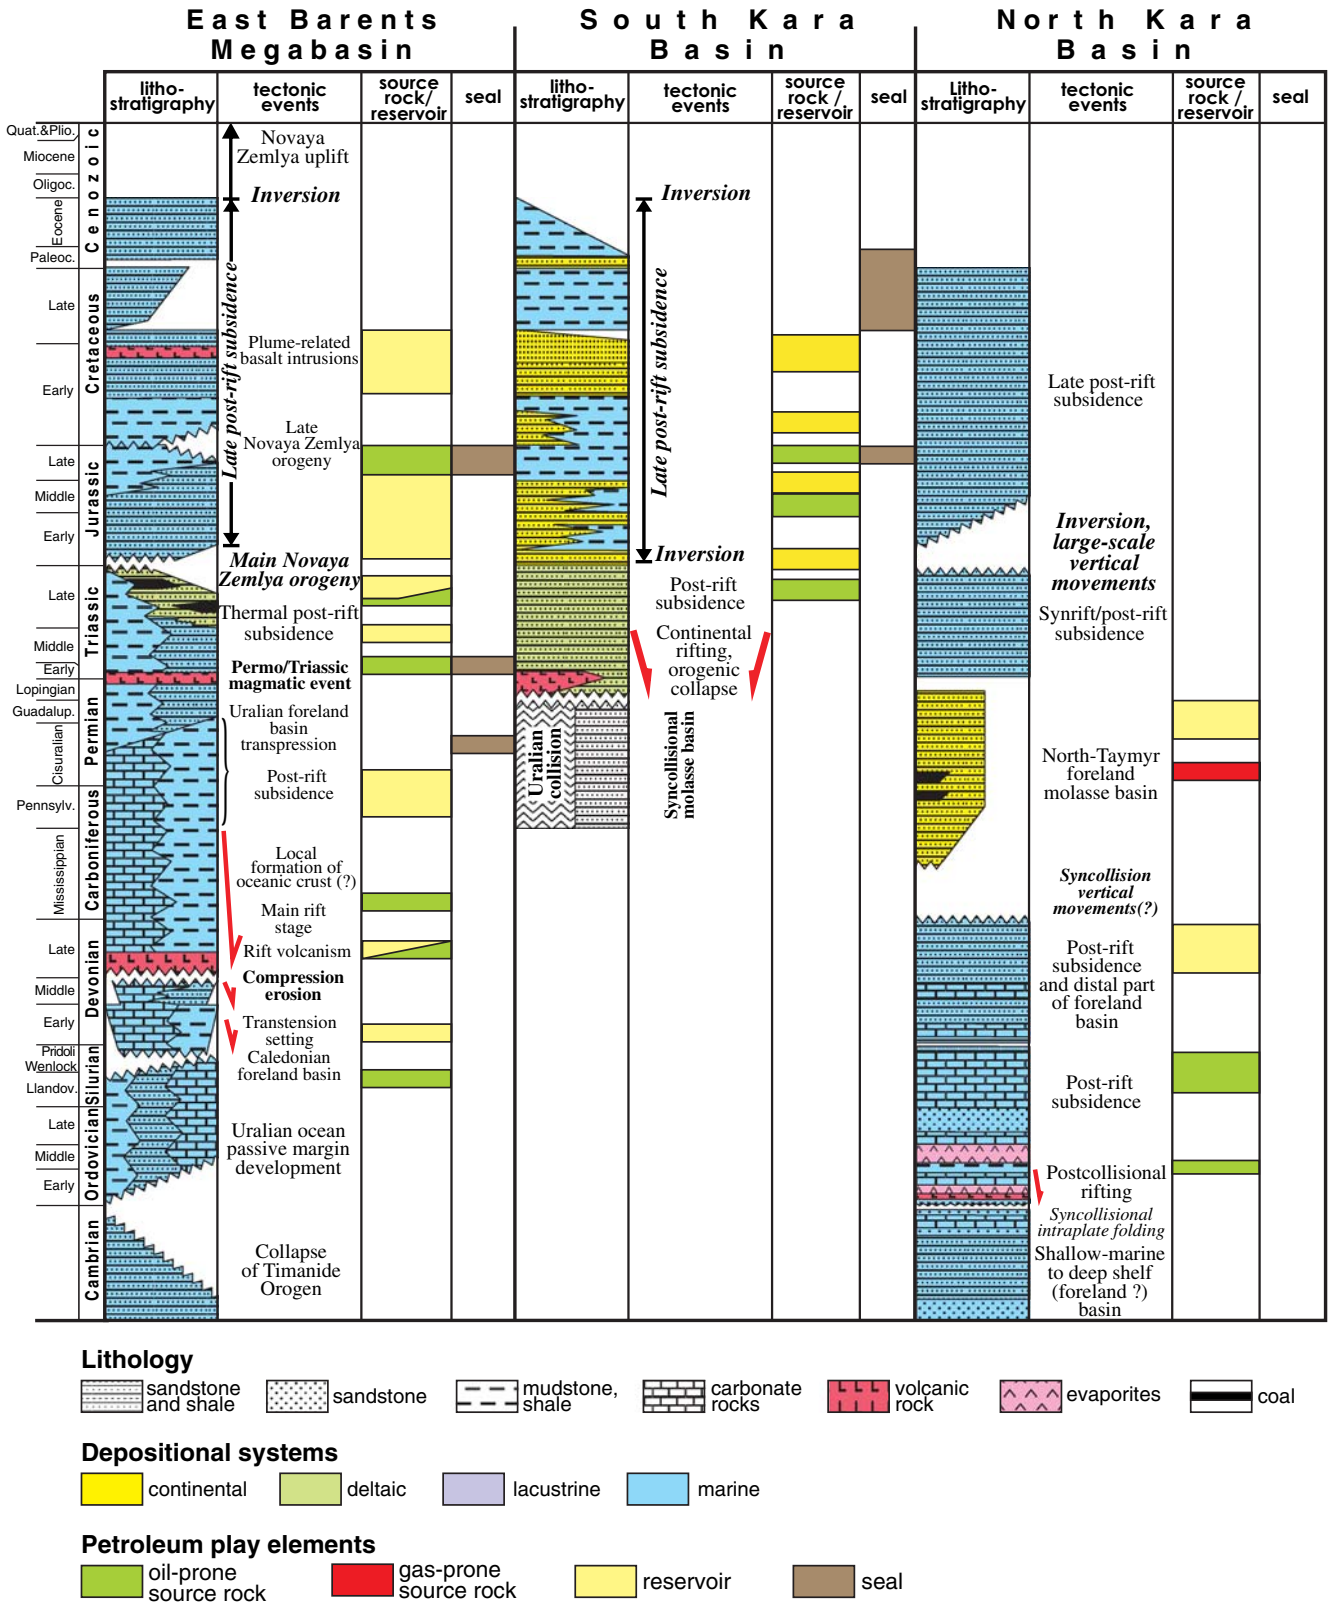 East Barents
Megabasin
South Kara
Basin
North Kara
Basin
litho-
stratigraphy
tectonic
events
source
rock/
reservoir
seal
litho-
stratigraphy
tectonic
events
source
rock /
reservoir
seal
Litho-
stratigraphy
tectonic
events
source
rock/
reservoir
seal
Quat.&Plio.
Miocene
Oligoc.
Eocene
Paleoc.
Cenozoic
Late
Early
Cretaceous
Late
Middle
Early
Jurassic
Late
Middle
Early
Triassic
Lopingian
Guadalup.
Cisuralian
Permian
Pennsylv.
Mississippian
Carboniferous
Late
Middle
Early
Devonian
Pridoli
Wenlock
Llandov.
Silurian
Late
Middle
Early
Ordovician
Cambrian
Novaya
Zemlya uplift
Inversion
Late post-rift subsidence
Plume-related
basalt intrusions
Late
Novaya Zemlya
orogeny
Main Novaya
Zemlya orogeny
Thermal post-rift
subsidence
Permo/Triassic
magmatic event
Uralian foreland
basin
transpression
Post-rift
subsidence
Local
formation of
oceanic crust (?)
Main rift
stage
Rift volcanism
Compression
erosion
Transtension
setting
Caledonian
foreland basin
Uralian ocean
passive margin
development
Collapse
of Timanide
Orogen
Inversion
Late post-rift subsidence
Inversion
Post-rift
subsidence
Continental
rifting,
orogenic
collapse
Uralian
collision
Syncollisional
molasse basin
Late post-rift
subsidence
Inversion,
large-scale
vertical
movements
Synrift/post-rift
subsidence
North-Taymyr
foreland
molasse basin
Syncollision
vertical
movements(?)
Post-rift
subsidence
and distal part
of foreland
basin
Post-rift
subsidence
Postcollisional
rifting
Syncollisional
intraplate folding
Shallow-marine
to deep shelf
(foreland ?)
basin
Lithology
sandstone
and shale
sandstone
mudstone,
shale
carbonate
rocks
volcanic
rock
evaporites
coal
Depositional systems
continental
deltaic
lacustrine
marine
Petroleum play elements
oil-prone
source rock
gas-prone
source rock
reservoir
seal